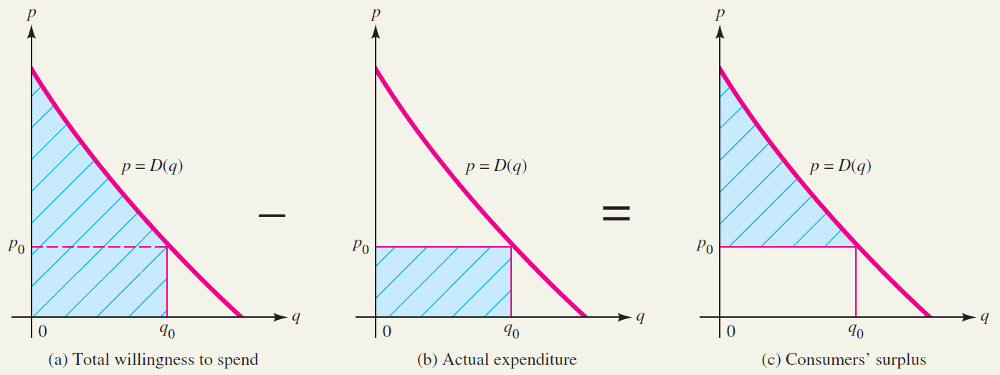 p
p = D(q)
p₀
0
q₀
q
(a) Total willingness to spend
−
p
p = D(q)
p₀
0
q₀
q
(b) Actual expenditure
=
p
p = D(q)
p₀
0
q₀
q
(c) Consumers’ surplus